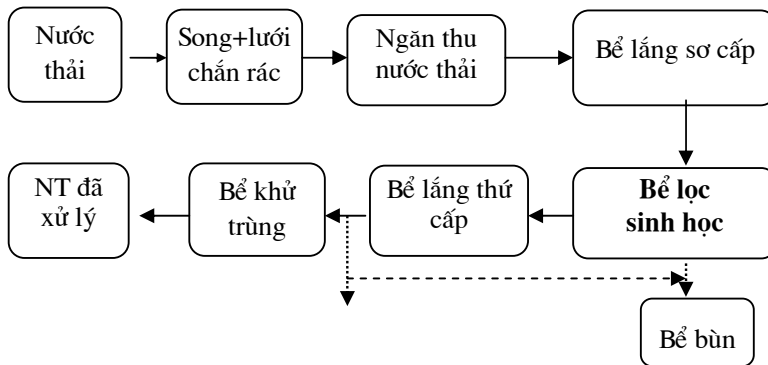 Nước
thải
Song+lưới
chắn rác
Ngăn thu
nước thải
Bể lắng sơ cấp
Bể lọc
sinh học
Bể lắng thứ
cấp
Bể khử
trùng
NT đã
xử lý
Bể bùn